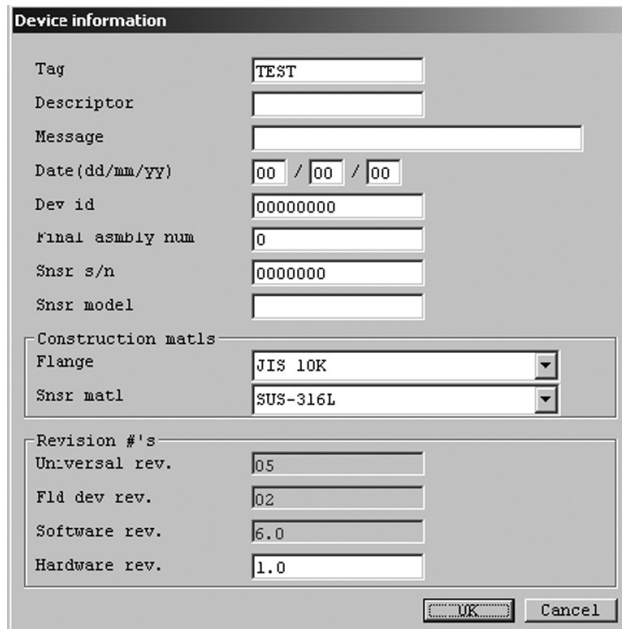 Device information
Tag TEST
Descriptor
Message
Date(dd/mm/yy) 00 / 00 / 00
Dev id 00000000
Final asmbly num 0
Snsr s/n 0000000
Snsr model
Construction matls
Flange JIS 10K
Snsr matl SUS-316L
Revision #'s
Universal rev. 05
Fld dev rev. 02
Software rev. 6.0
Hardware rev. 1.0
OK Cancel